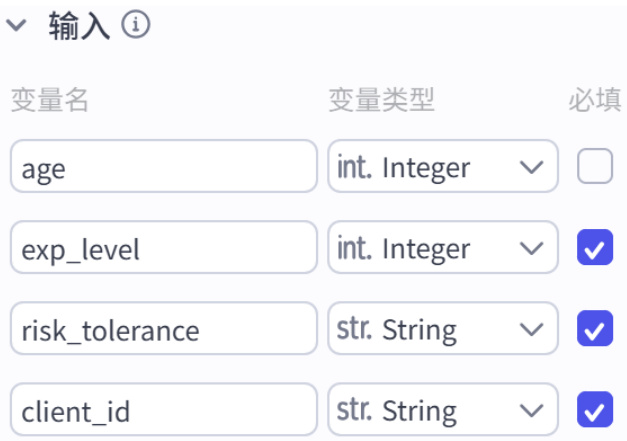 输入
变量名 变量类型 必填
age int. Integer
exp_level int. Integer
risk_tolerance str. String
client_id str. String